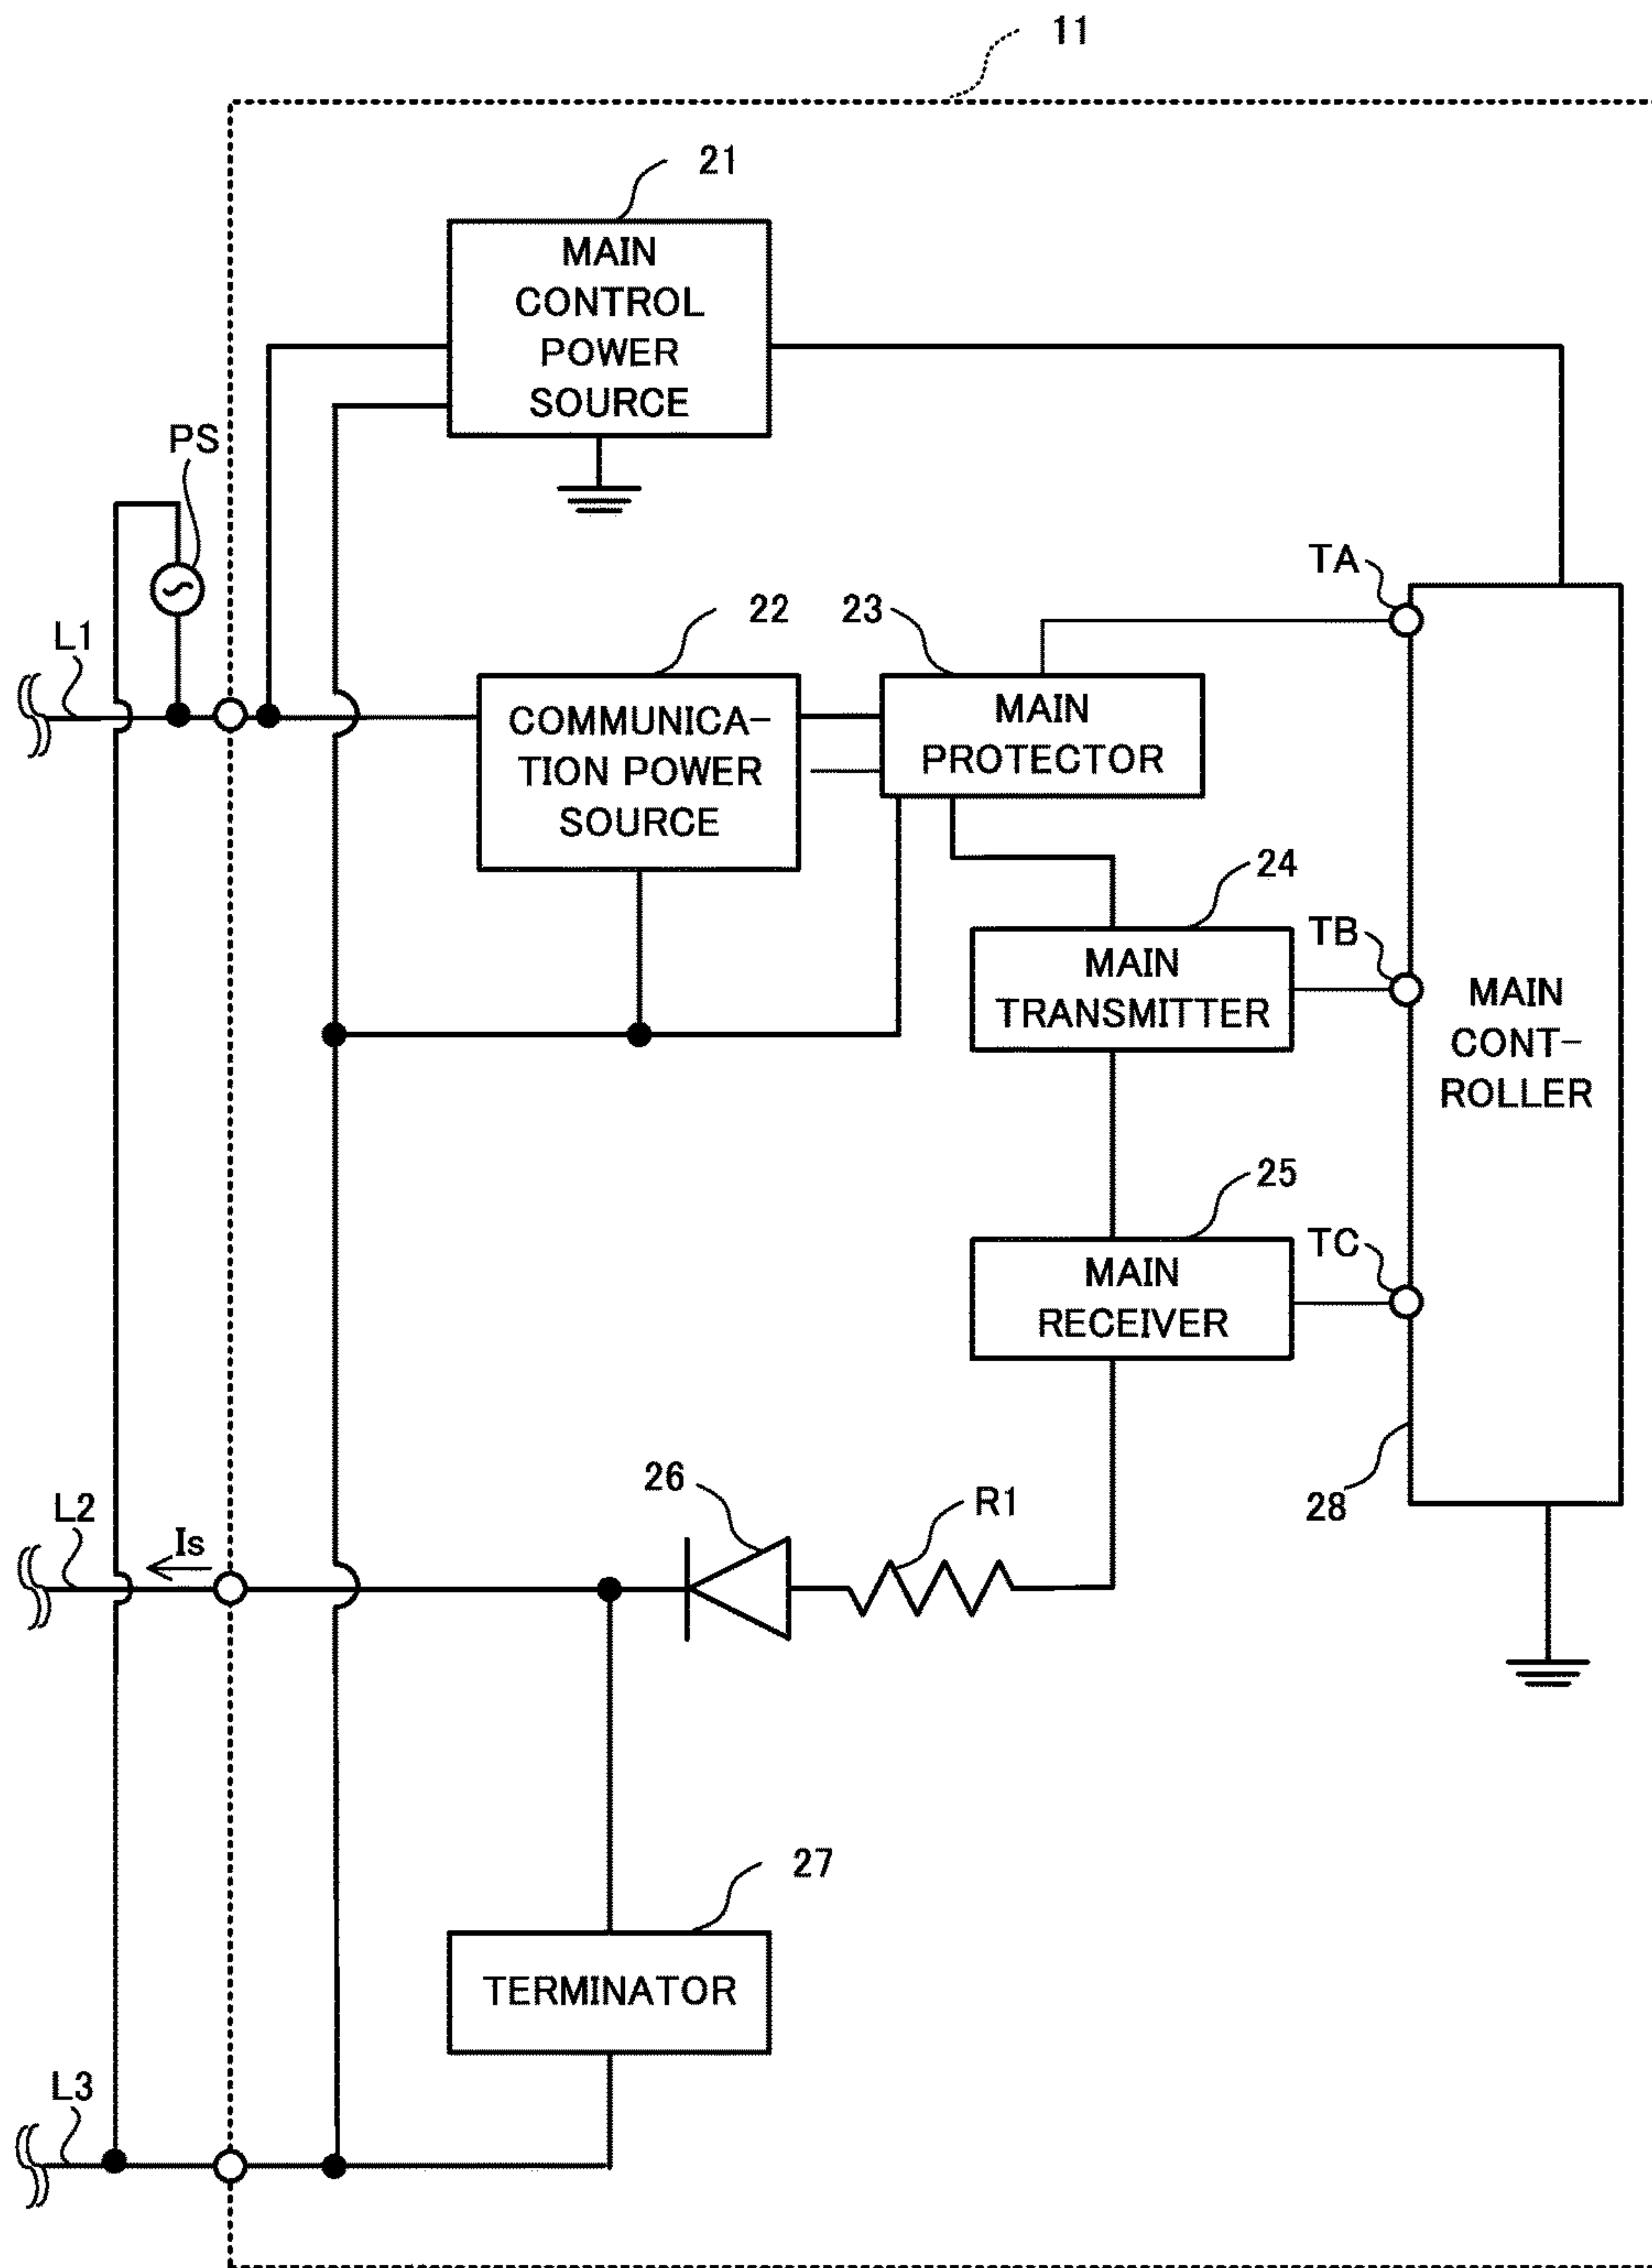 11
21
MAIN
CONTROL
POWER
SOURCE
PS
TA
22
23
L1
COMMUNICA-
TION POWER
SOURCE
MAIN
PROTECTOR
24
TB
MAIN
TRANSMITTER
MAIN
CONT-
ROLLER
25
TC
MAIN
RECEIVER
26
R1
28
L2
Is
27
TERMINATOR
L3